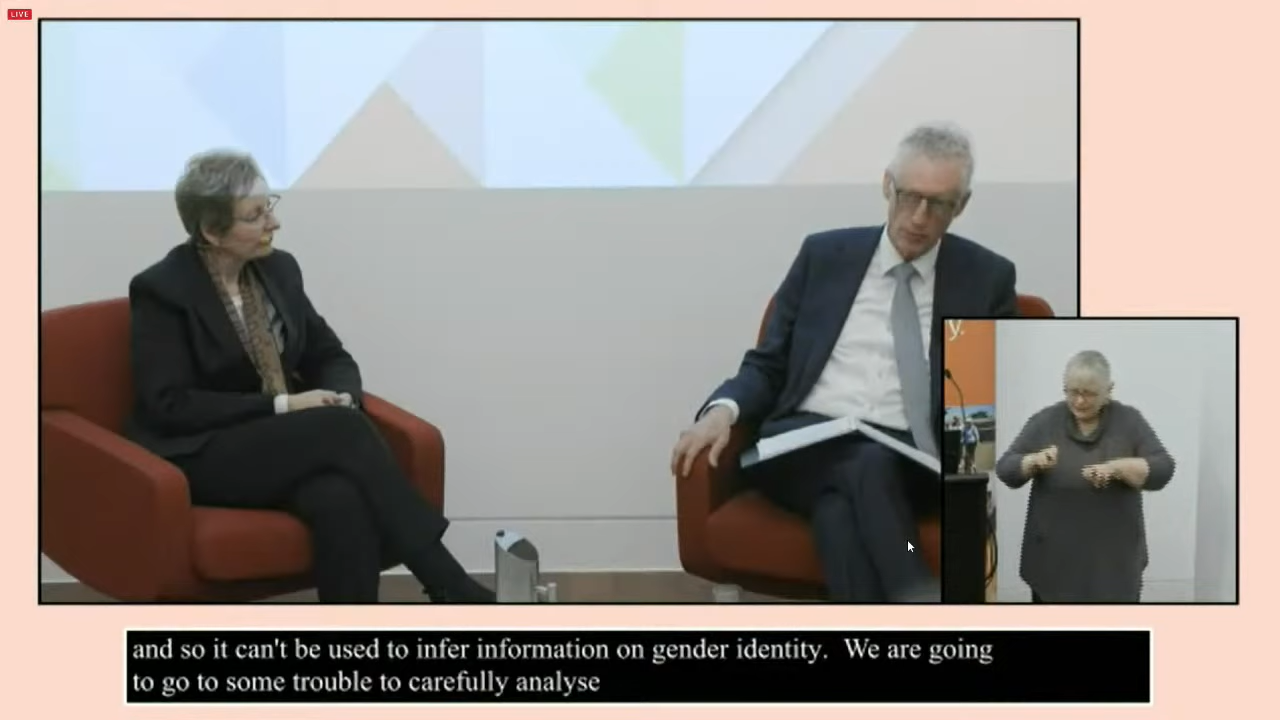 LIVE
y.
and so it can't be used to infer information on gender identity.  We are going
to go to some trouble to carefully analyse